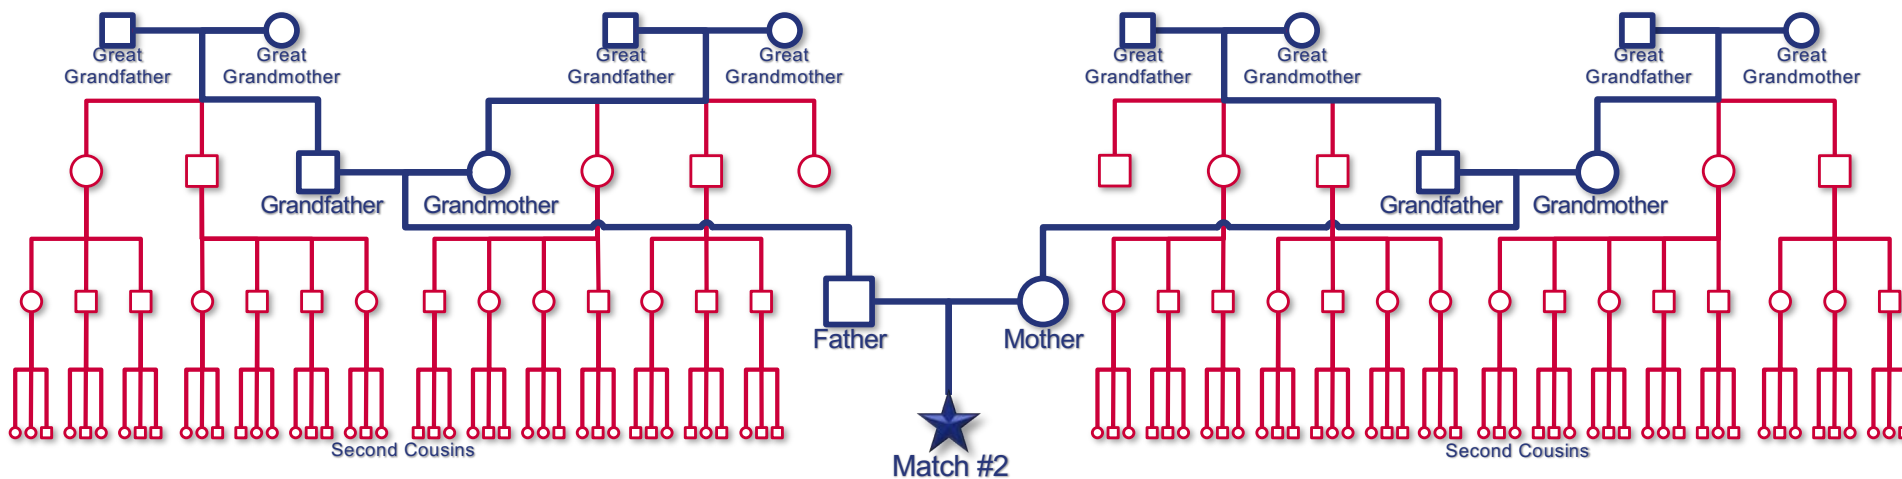 Great
Grandfather
Great
Grandmother
Great
Grandfather
Great
Grandmother
Great
Grandfather
Great
Grandmother
Great
Grandfather
Great
Grandmother
Grandfather
Grandmother
Grandfather
Grandmother
Father
Mother
Second Cousins
Second Cousins
Match #2